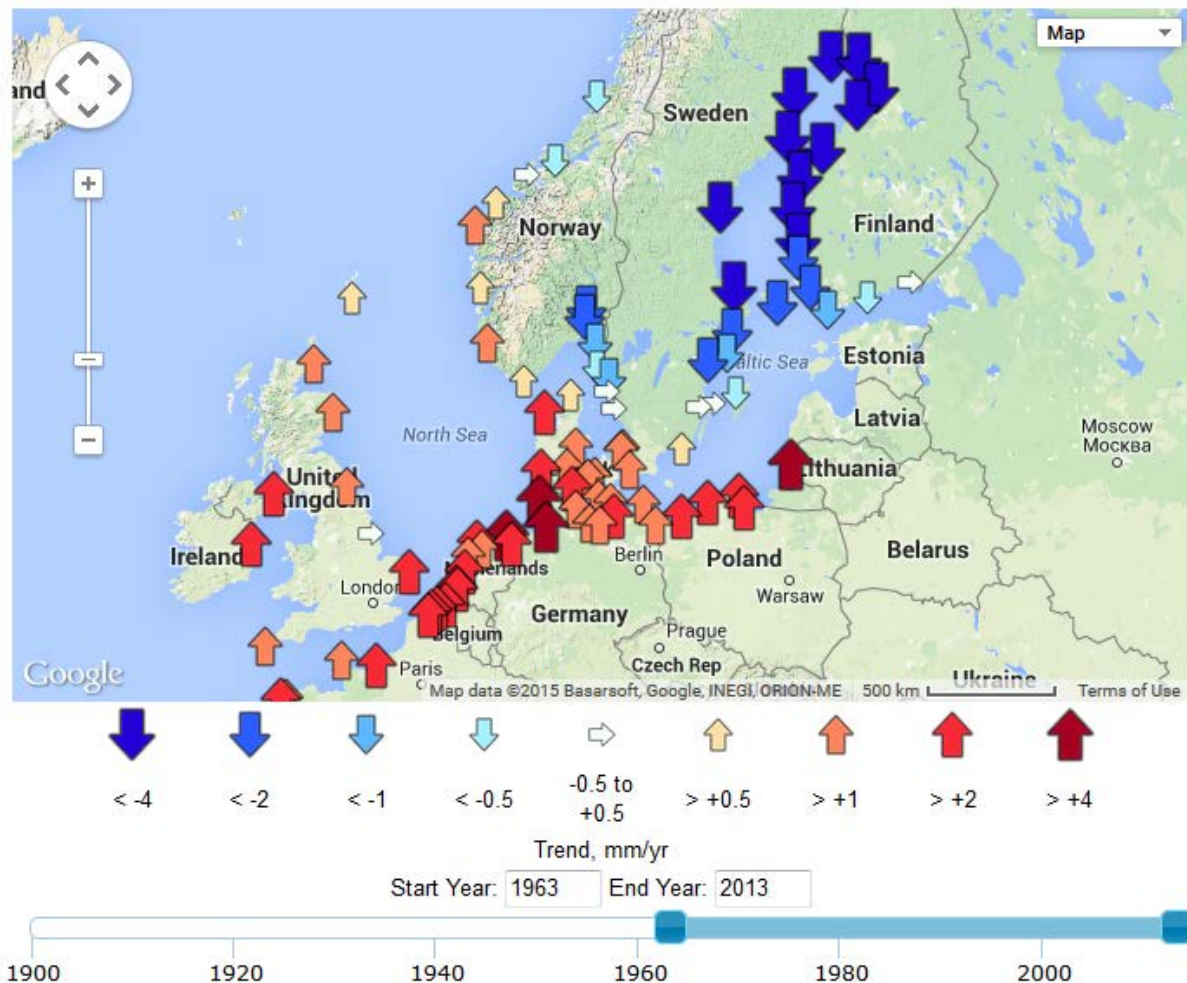 and
Map
Sweden
Norway
Finland
Estonia
altic Sea
Latvia
North Sea
Moscow
Москва
Lithuania
United
Kingdom
Ireland
Berlin
Poland
Belarus
London
Netherlands
Warsaw
Germany
Belgium
Prague
Czech Rep
Paris
Ukraine
Google
Map data ©2015 Basarsoft, Google, INEGI, ORION-ME 500 km Terms of Use
< -4 < -2 < -1 < -0.5 -0.5 to > +0.5 > +1 > +2 > +4
+0.5
Trend, mm/yr
Start Year: 1963 End Year: 2013
1900 1920 1940 1960 1980 2000